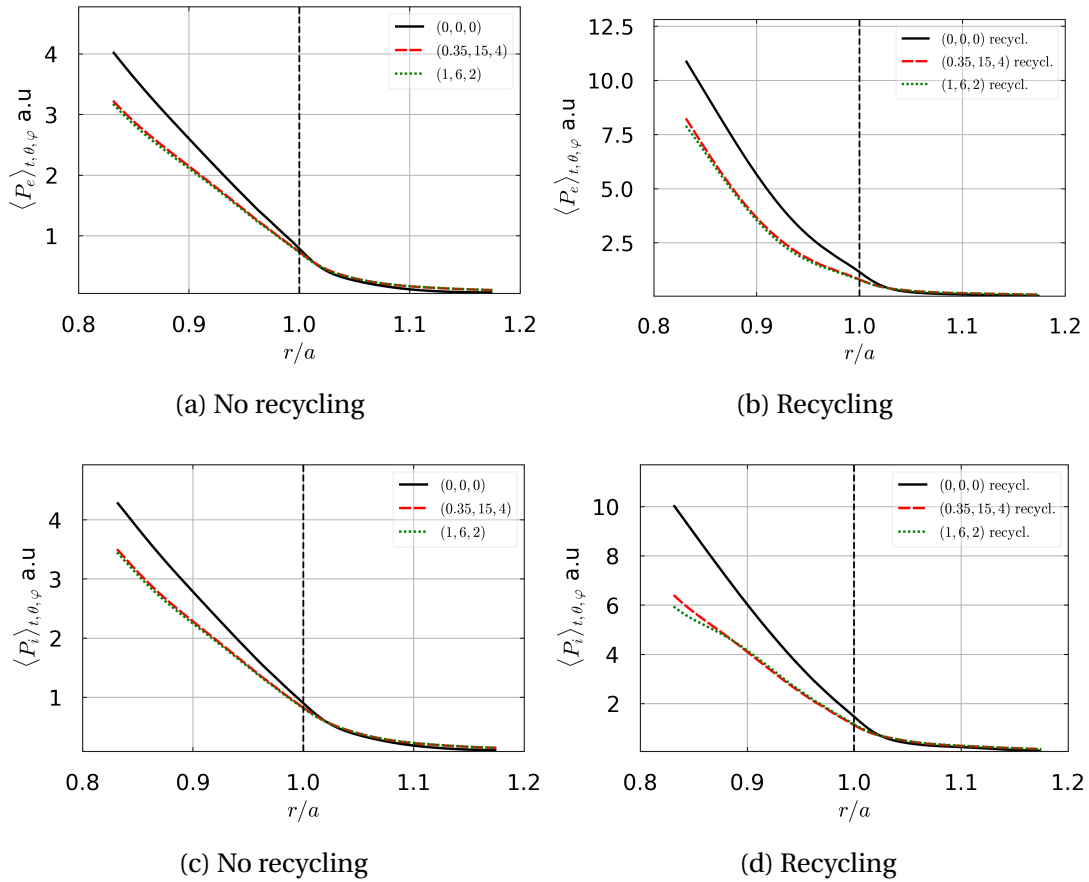 4
3
2
1
⟨P_e⟩_{t,θ,φ} a.u
(0, 0, 0)
(0.35, 15, 4)
(1, 6, 2)
0.8 0.9 1.0 1.1 1.2
r/a
(a) No recycling
12.5
10.0
7.5
5.0
2.5
⟨P_e⟩_{t,θ,φ} a.u
(0, 0, 0) recycl.
(0.35, 15, 4) recycl.
(1, 6, 2) recycl.
0.8 0.9 1.0 1.1 1.2
r/a
(b) Recycling
4
3
2
1
⟨P_i⟩_{t,θ,φ} a.u
(0, 0, 0)
(0.35, 15, 4)
(1, 6, 2)
0.8 0.9 1.0 1.1 1.2
r/a
(c) No recycling
10
8
6
4
2
⟨P_i⟩_{t,θ,φ} a.u
(0, 0, 0) recycl.
(0.35, 15, 4) recycl.
(1, 6, 2) recycl.
0.8 0.9 1.0 1.1 1.2
r/a
(d) Recycling